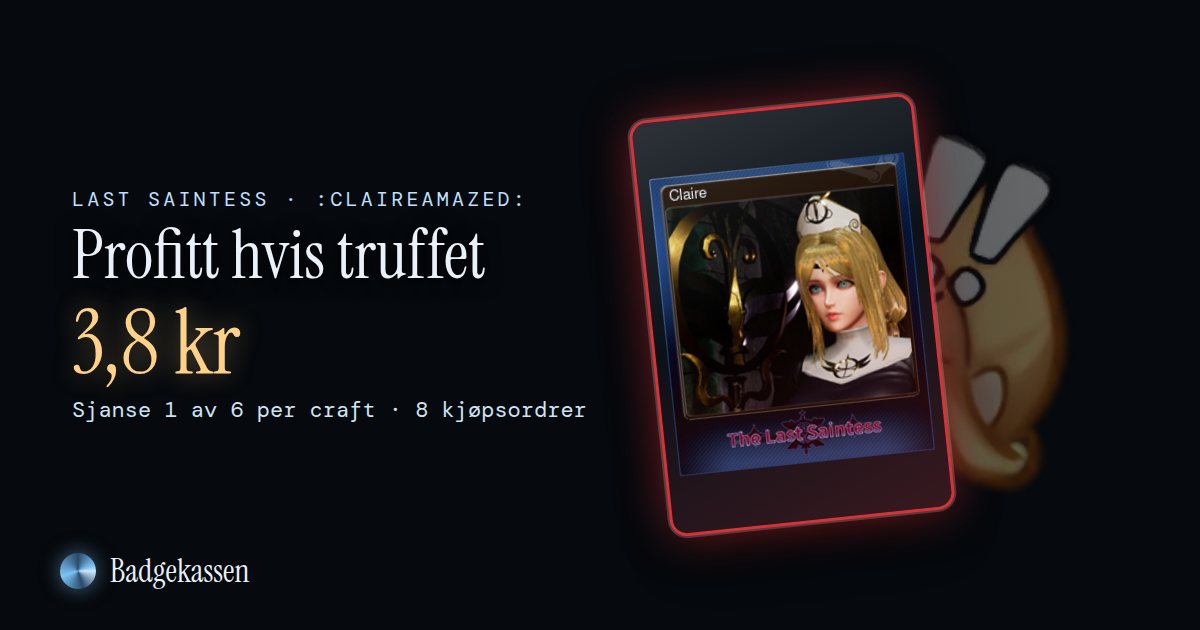 LAST SAINTESS · :CLAIREAMAZED:
Profitt hvis truffet
3,8 kr
Sjanse 1 av 6 per craft · 8 kjøpsordrer
Claire
The Last Saintess
Badgekassen
!!